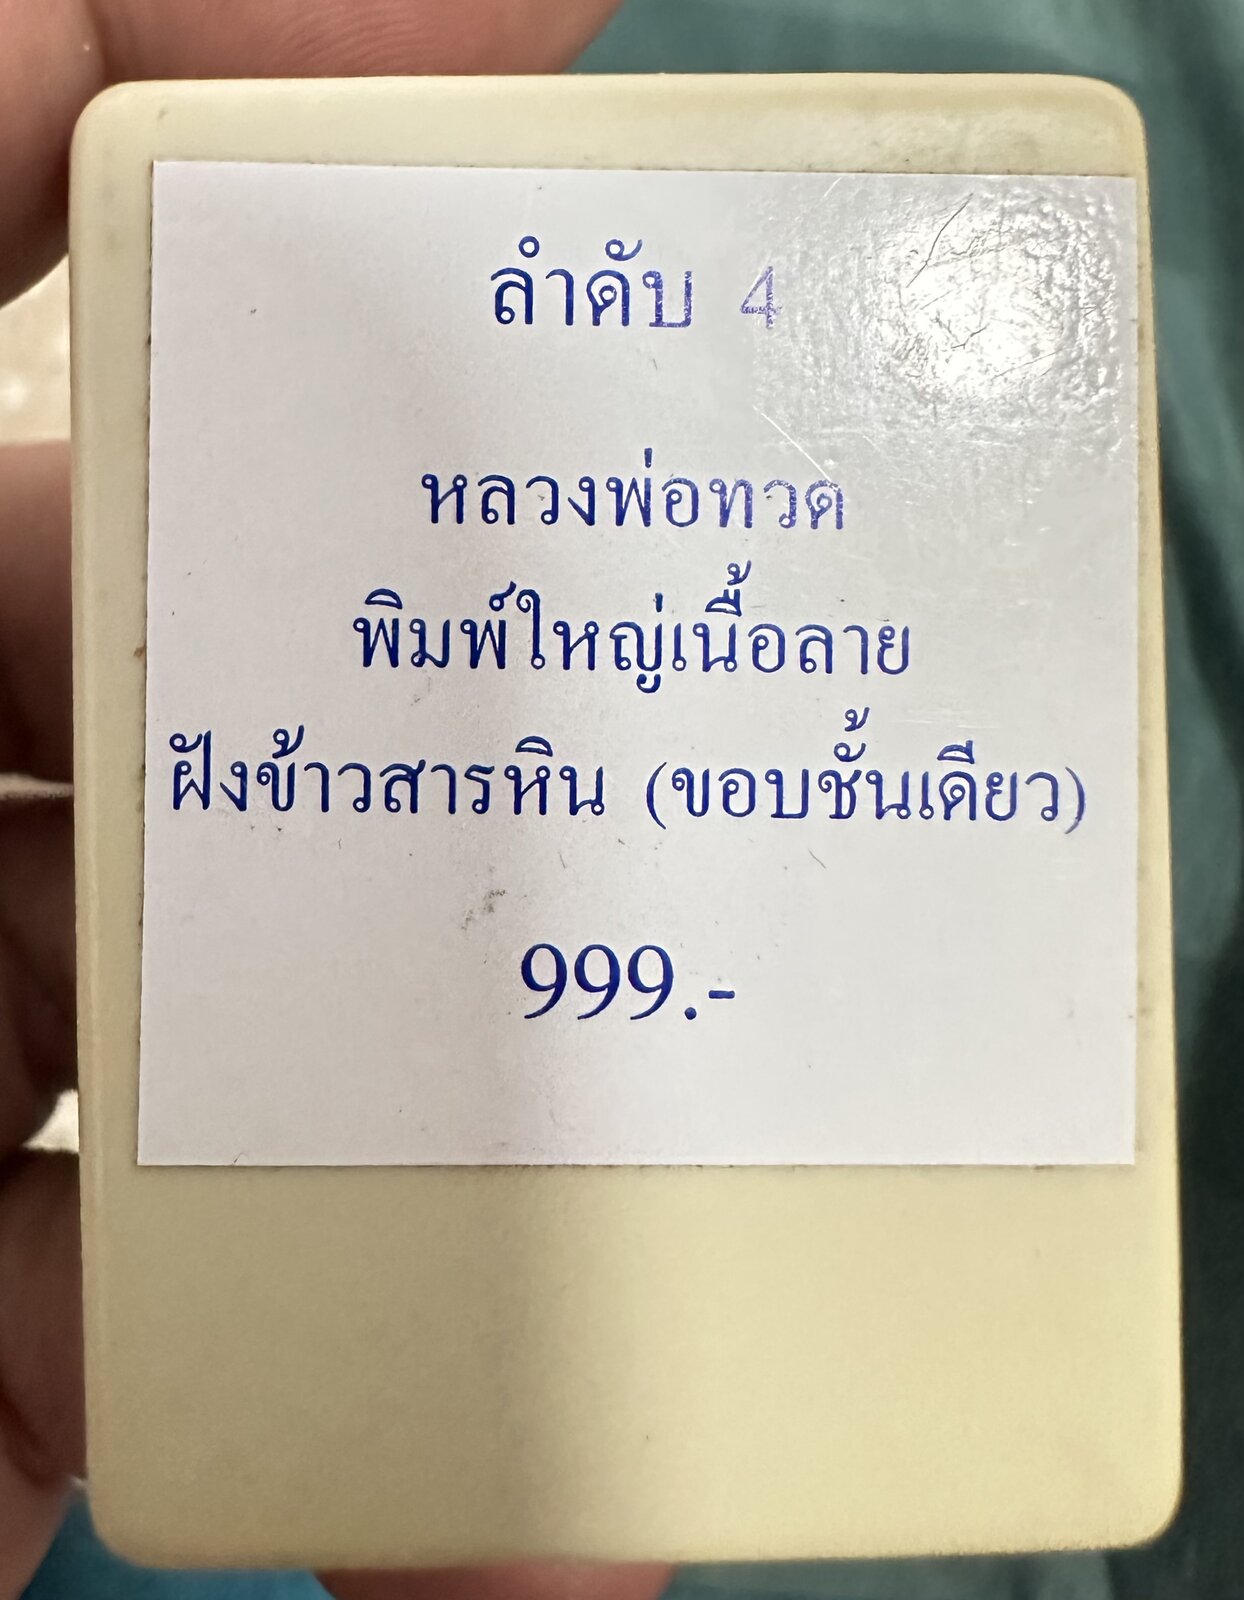 ลำดับ 4
หลวงพ่อทวด
พิมพ์ใหญ่เนื้อลาย
ฝังข้าวสารหิน (ขอบชั้นเดียว)
999.-